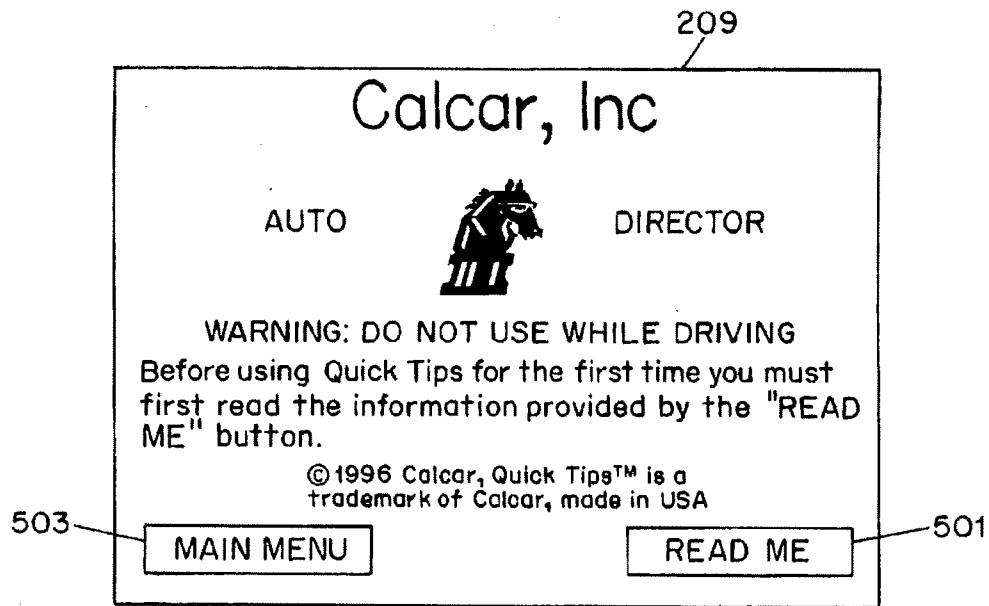 209
Calcar, Inc
AUTO DIRECTOR
WARNING: DO NOT USE WHILE DRIVING
Before using Quick Tips for the first time you must
first read the information provided by the "READ
ME" button.
©1996 Calcar, Quick Tips™ is a
trademark of Calcar, made in USA
503 MAIN MENU READ ME 501